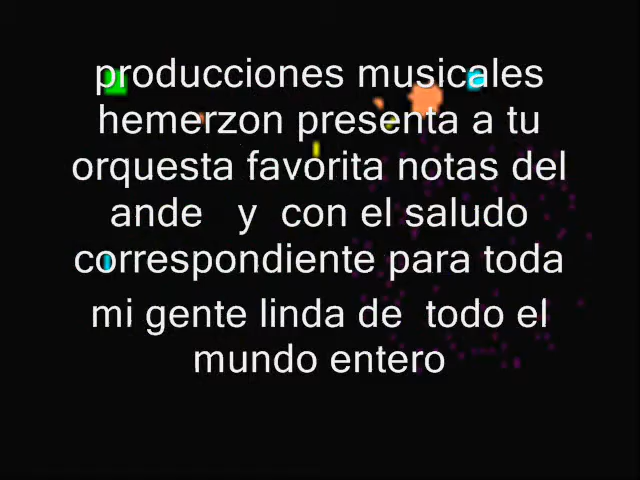 producciones musicales
hemerzon presenta a tu
orquesta favorita notas del
ande y con el saludo
correspondiente para toda
mi gente linda de todo el
mundo entero